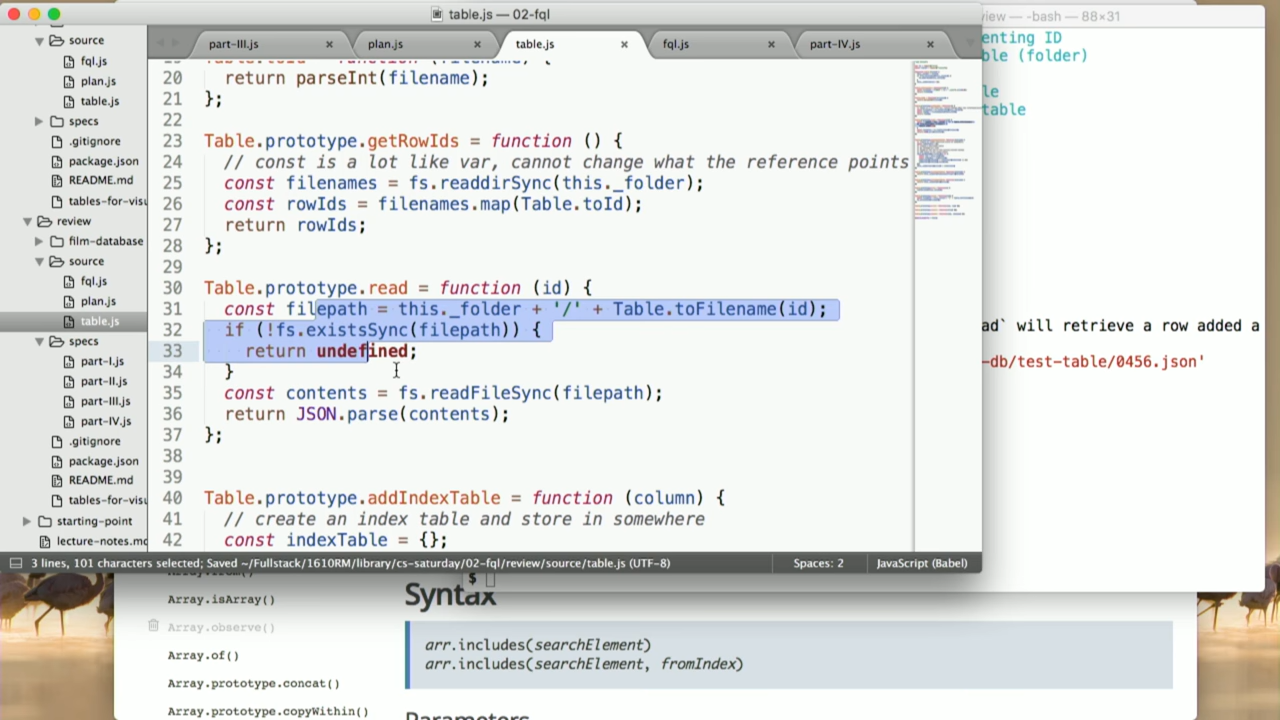 table.js — 02-fql
view — -bash — 88×31
source
fql.js
plan.js
table.js
specs
.gitignore
package.json
README.md
tables-for-visu
review
film-database
source
fql.js
plan.js
table.js
specs
part-I.js
part-II.js
part-III.js
part-IV.js
.gitignore
package.json
README.md
tables-for-visu
starting-point
lecture-notes.md
part-III.js ×
plan.js ×
table.js ×
fql.js ×
part-IV.js ×
20 return parseInt(filename);
21 };
22
23 Table.prototype.getRowIds = function () {
24 // const is a lot like var, cannot change what the reference points
25 const filenames = fs.readdirSync(this._folder);
26 const rowIds = filenames.map(Table.toId);
27 return rowIds;
28 };
29
30 Table.prototype.read = function (id) {
31 const filepath = this._folder + '/' + Table.toFilename(id);
32 if (!fs.existsSync(filepath)) {
33 return undefined;
34 }
35 const contents = fs.readFileSync(filepath);
36 return JSON.parse(contents);
37 };
38
39
40 Table.prototype.addIndexTable = function (column) {
41 // create an index table and store in somewhere
42 const indexTable = {};
3 lines, 101 characters selected; Saved ~/Fullstack/1610RM/library/cs-saturday/02-fql/review/source/table.js (UTF-8)
Spaces: 2
JavaScript (Babel)
enting ID
ble (folder)
le
table
ad` will retrieve a row added a
-db/test-table/0456.json'
$
Array.isArray()
Array.observe()
Array.of()
Array.prototype.concat()
Array.prototype.copyWithin()
Syntax
arr.includes(searchElement)
arr.includes(searchElement, fromIndex)
Parameters